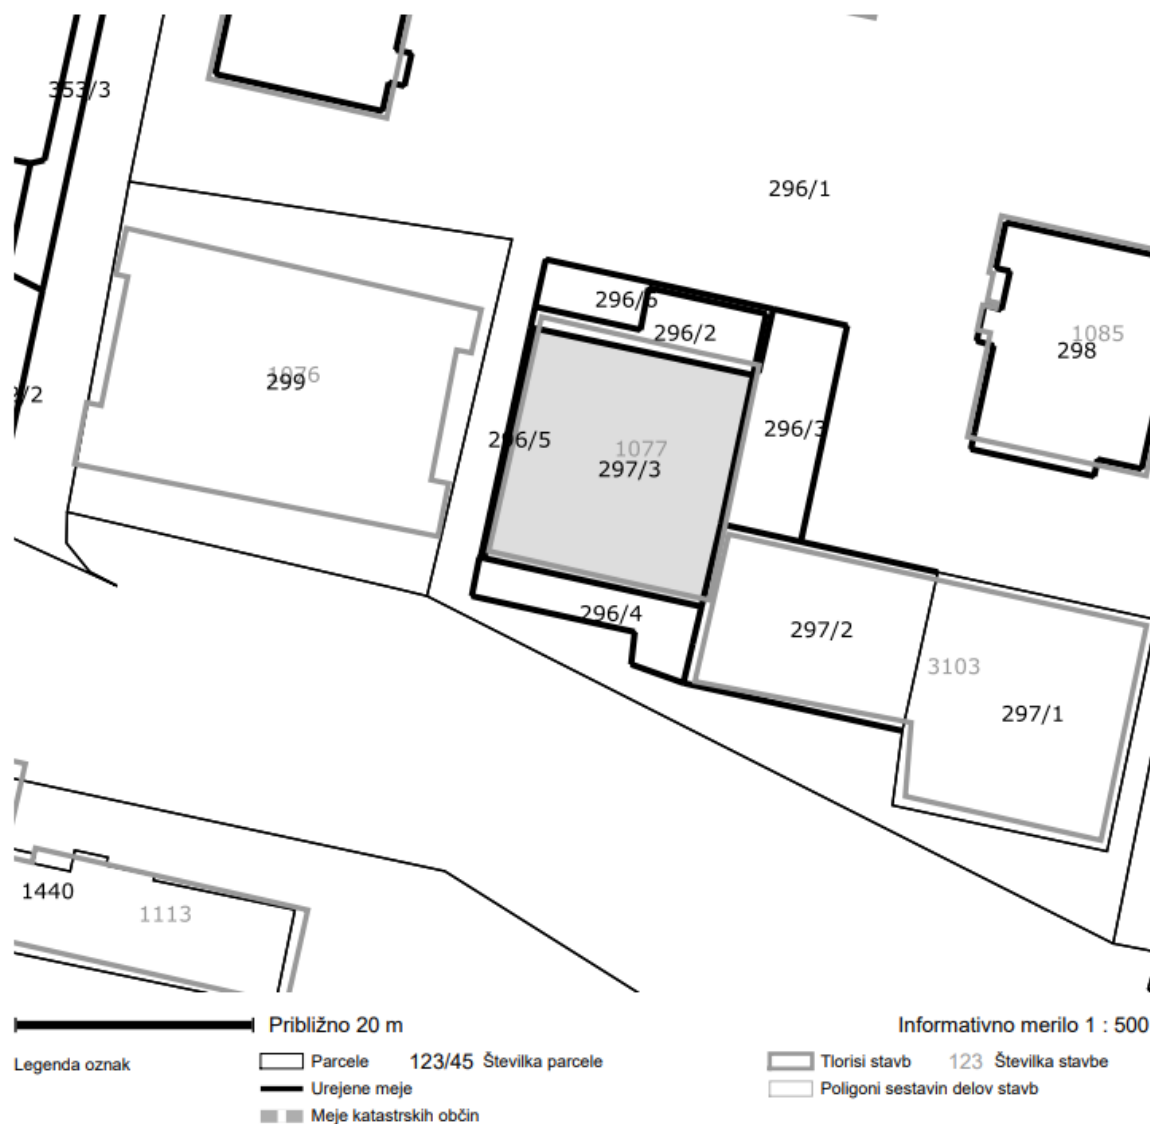 353/3
296/1
296/6
296/2
1085
298
1076
299
/2
296/5
296/3
1077
297/3
296/4
297/2
3103
297/1
1440
1113
Približno 20 m
Informativno merilo 1 : 500
Legenda oznak
Parcele 123/45 Številka parcele
Tlorisi stavb 123 Številka stavbe
Urejene meje
Poligoni sestavin delov stavb
Meje katastrskih občin